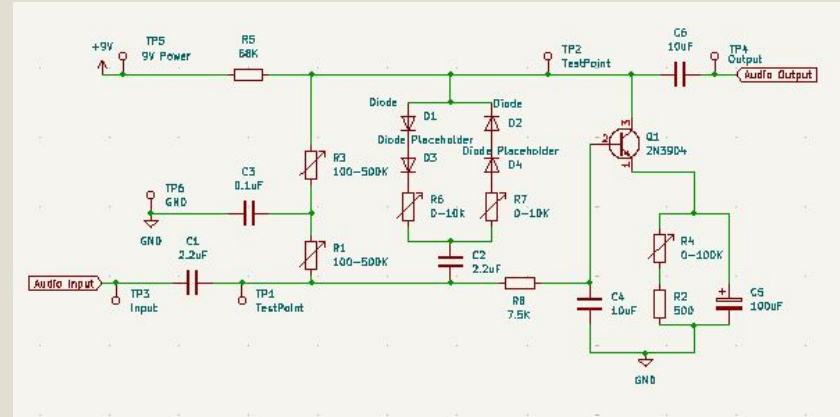 +9V
TP5
9V Power
R5
68K
TP2
TestPoint
C6
10uF
TP4
Output
Audio Output
Diode
D1
Diode
D2
Diode Placeholder
D3
Diode Placeholder
D4
3
2
1
Q1
2N3904
R3
100-500K
C3
0.1uF
TP6
GND
GND
R6
0-10k
R7
0-10K
R1
100-500K
C1
2.2uF
C2
2.2uF
R4
0-100K
Audio Input
TP3
Input
TP1
TestPoint
R8
7.5K
C4
R2
500
+
C5
100uF
GND